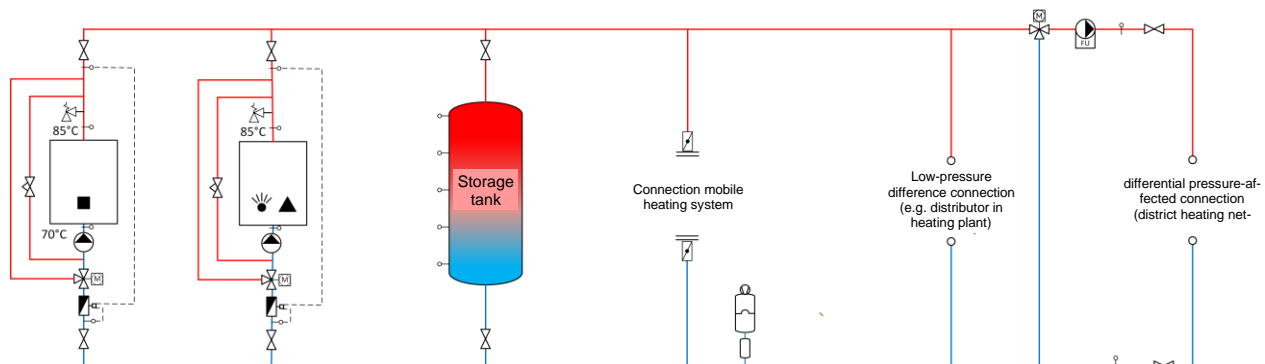 M
FU
85°C
85°C
Storage
tank
Connection mobile
heating system
Low-pressure
difference connection
(e.g. distributor in
heating plant)
differential pressure-af-
fected connection
(district heating net-
70°C
M
M